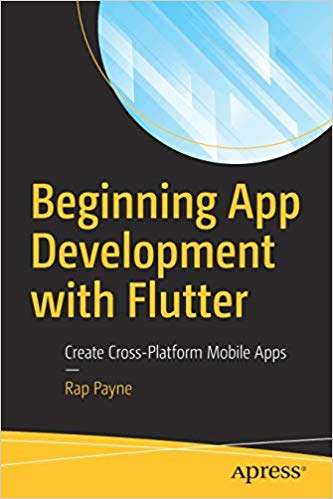 Beginning App
Development
with Flutter
Create Cross-Platform Mobile Apps
—
Rap Payne
Apress®